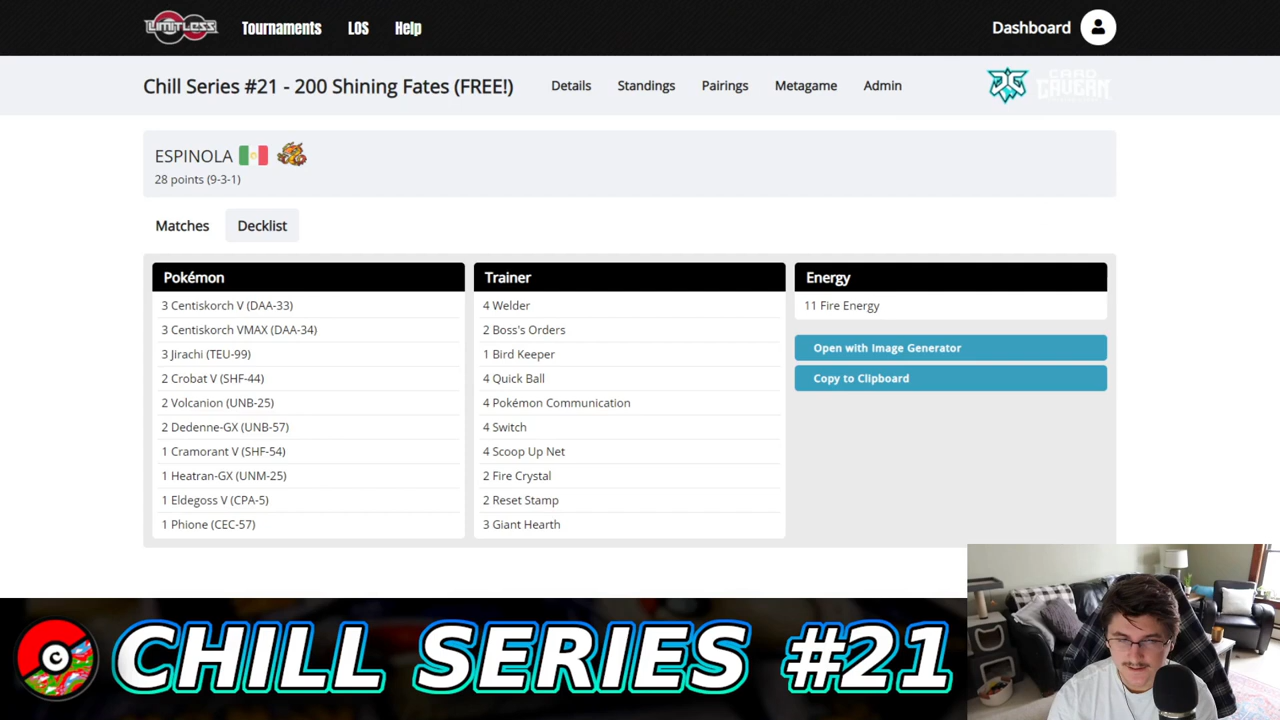 LIMITLESS
Tournaments
LOS
Help
Dashboard
Chill Series #21 - 200 Shining Fates (FREE!)
Details
Standings
Pairings
Metagame
Admin
CARD
CAVERN
ESPINOLA
28 points (9-3-1)
Matches
Decklist
Pokémon
3 Centiskorch V (DAA-33)
3 Centiskorch VMAX (DAA-34)
3 Jirachi (TEU-99)
2 Crobat V (SHF-44)
2 Volcanion (UNB-25)
2 Dedenne-GX (UNB-57)
1 Cramorant V (SHF-54)
1 Heatran-GX (UNM-25)
1 Eldegoss V (CPA-5)
1 Phione (CEC-57)
Trainer
4 Welder
2 Boss's Orders
1 Bird Keeper
4 Quick Ball
4 Pokémon Communication
4 Switch
4 Scoop Up Net
2 Fire Crystal
2 Reset Stamp
3 Giant Hearth
Energy
11 Fire Energy
Open with Image Generator
Copy to Clipboard
C CHILL SERIES #21